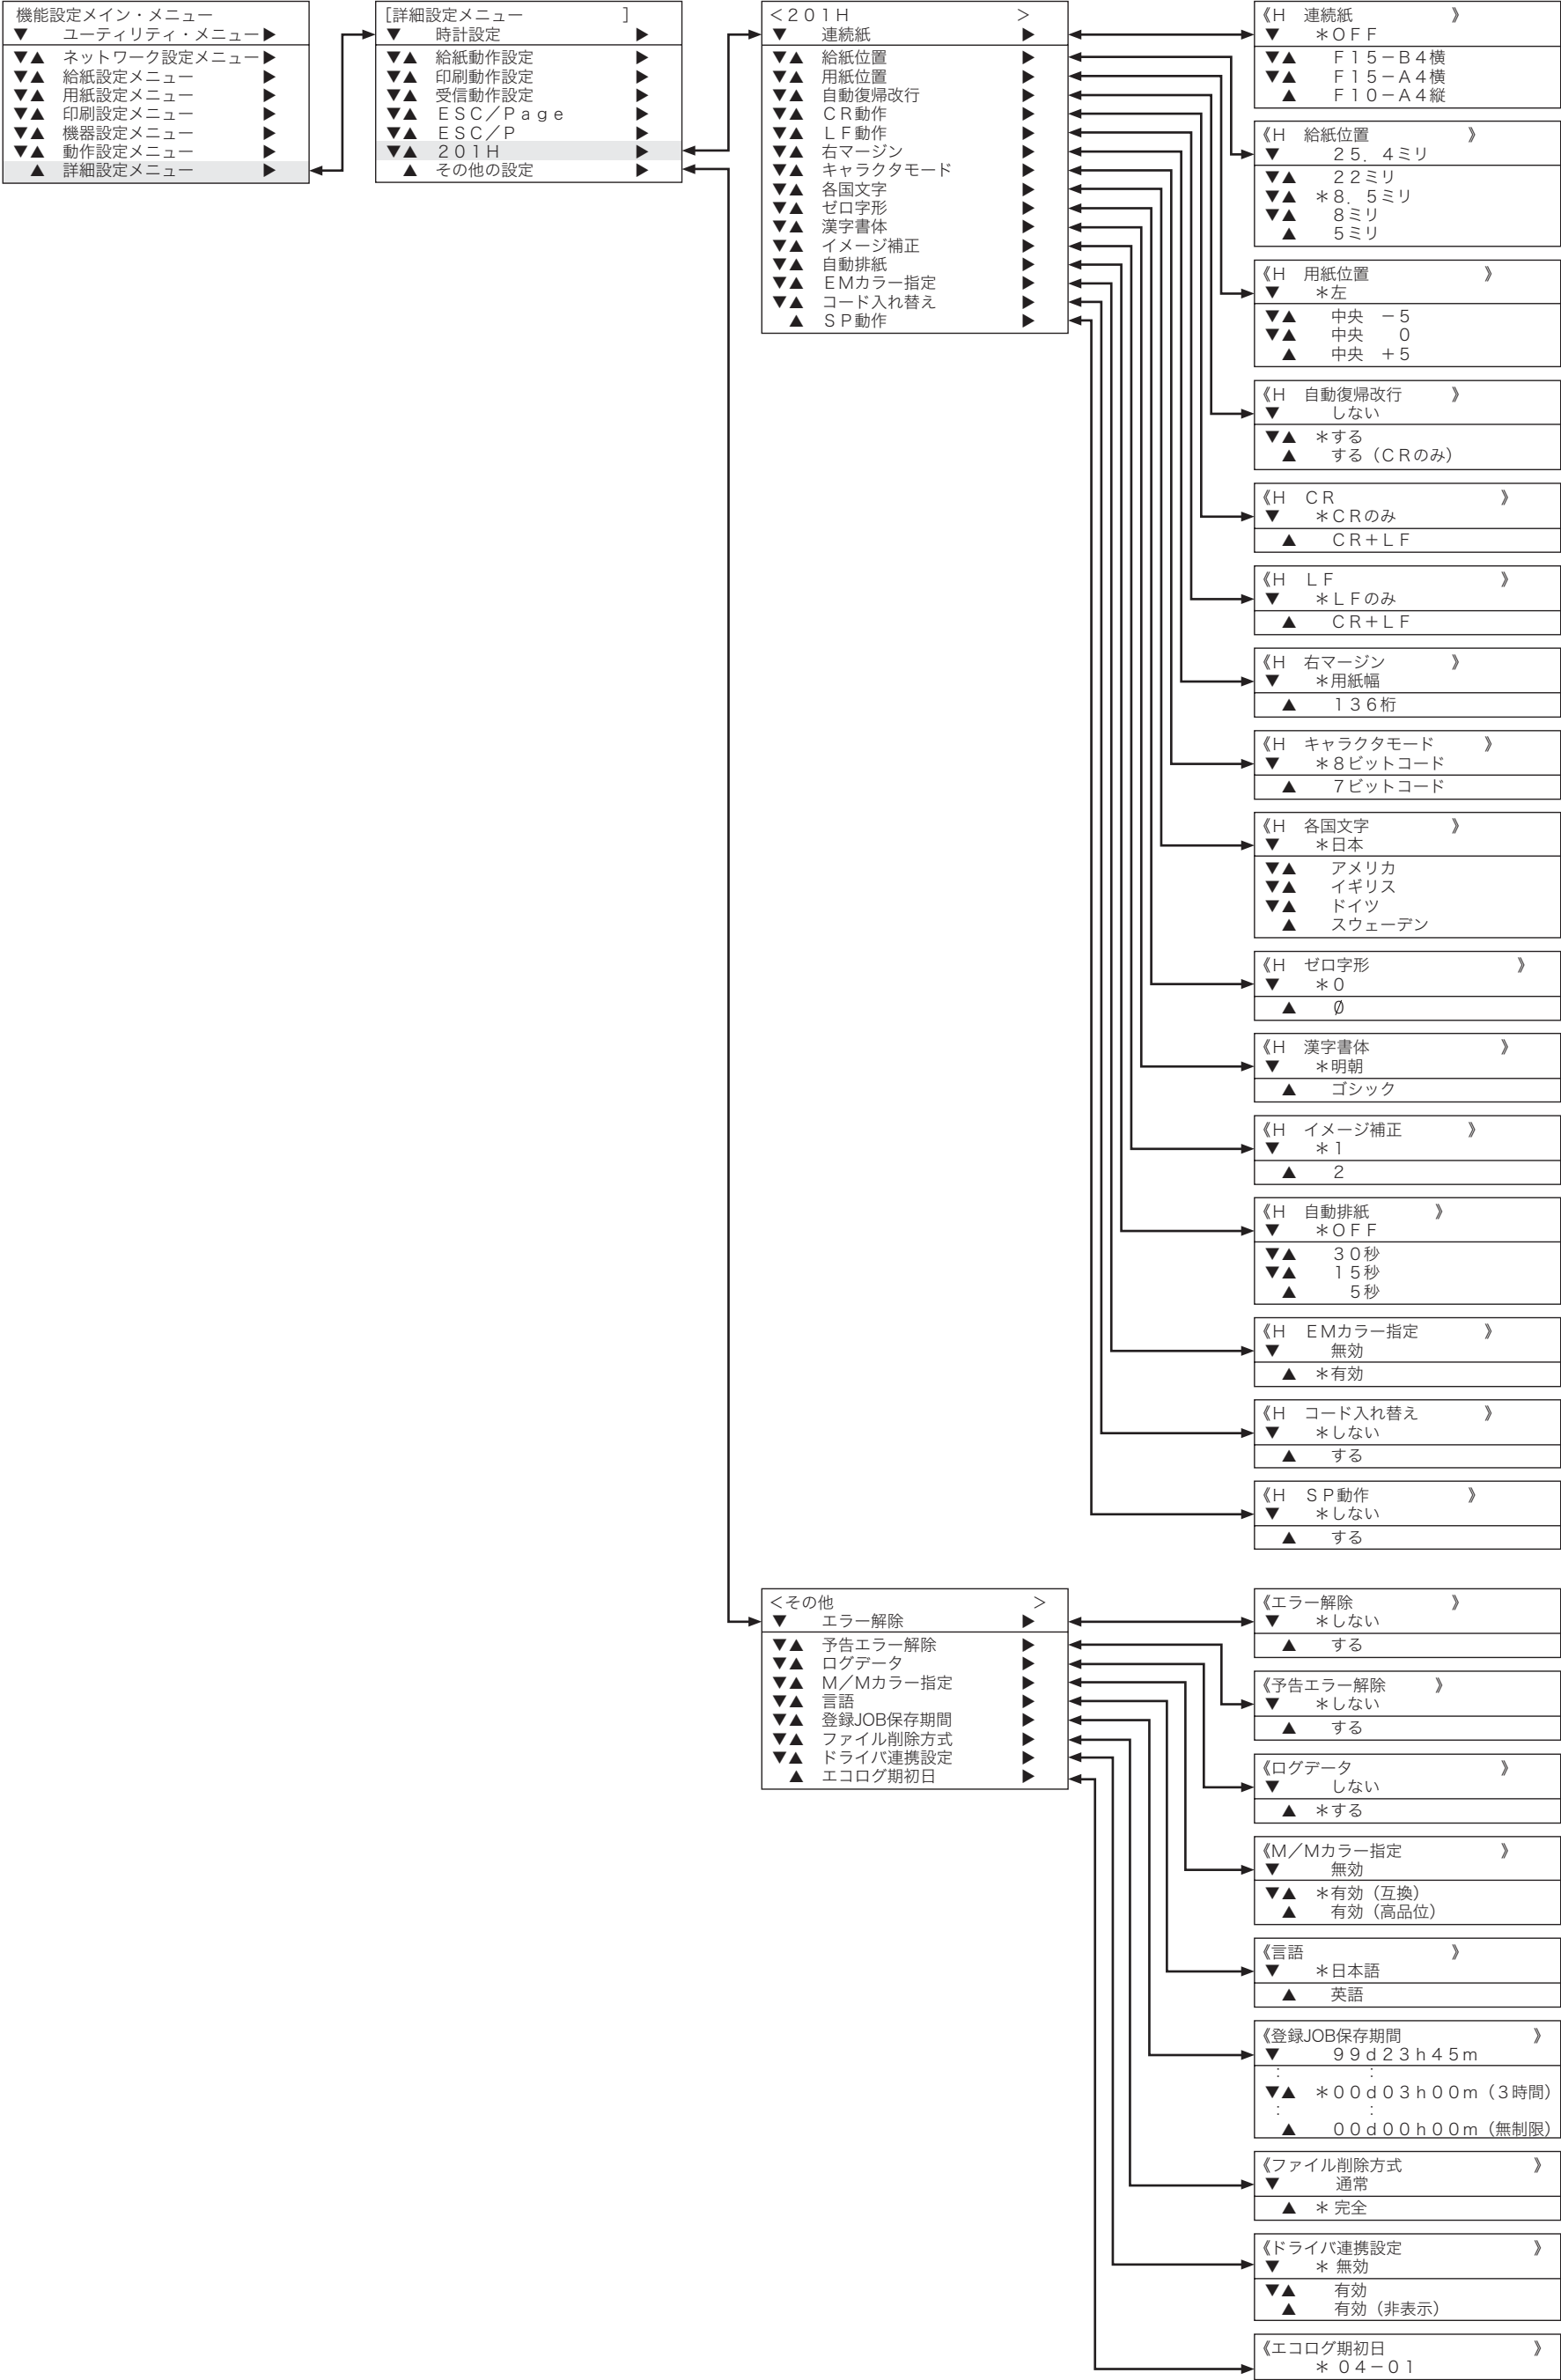 機能設定メイン・メニュー
▼　ユーティリティ・メニュー▶
▼▲　ネットワーク設定メニュー▶
▼▲　給紙設定メニュー　▶
▼▲　用紙設定メニュー　▶
▼▲　印刷設定メニュー　▶
▼▲　機器設定メニュー　▶
▼▲　動作設定メニュー　▶
▲　詳細設定メニュー　▶
[詳細設定メニュー　]
▼　時計設定　▶
▼▲　給紙動作設定　▶
▼▲　印刷動作設定　▶
▼▲　受信動作設定　▶
▼▲　ＥＳＣ／Ｐａｇｅ　▶
▼▲　ＥＳＣ／Ｐ　▶
▼▲　２０１Ｈ　▶
▲　その他の設定　▶
＜２０１Ｈ　＞
▼　連続紙　▶
▼▲　給紙位置　▶
▼▲　用紙位置　▶
▼▲　自動復帰改行　▶
▼▲　ＣＲ動作　▶
▼▲　ＬＦ動作　▶
▼▲　右マージン　▶
▼▲　キャラクタモード　▶
▼▲　各国文字　▶
▼▲　ゼロ字形　▶
▼▲　漢字書体　▶
▼▲　イメージ補正　▶
▼▲　自動排紙　▶
▼▲　ＥＭカラー指定　▶
▼▲　コード入れ替え　▶
▲　ＳＰ動作　▶
《Ｈ　連続紙　》
▼　＊ＯＦＦ
▼▲　Ｆ１５－Ｂ４横
▼▲　Ｆ１５－Ａ４横
▲　Ｆ１０－Ａ４縦
《Ｈ　給紙位置　》
▼　２５．４ミリ
▼▲　２２ミリ
▼▲　＊８．５ミリ
▼▲　８ミリ
▲　５ミリ
《Ｈ　用紙位置　》
▼　＊左
▼▲　中央　－５
▼▲　中央　０
▲　中央　＋５
《Ｈ　自動復帰改行　》
▼　しない
▼▲　＊する
▲　する（ＣＲのみ）
《Ｈ　ＣＲ　》
▼　＊ＣＲのみ
▲　ＣＲ＋ＬＦ
《Ｈ　ＬＦ　》
▼　＊ＬＦのみ
▲　ＣＲ＋ＬＦ
《Ｈ　右マージン　》
▼　＊用紙幅
▲　１３６桁
《Ｈ　キャラクタモード　》
▼　＊８ビットコード
▲　７ビットコード
《Ｈ　各国文字　》
▼　＊日本
▼▲　アメリカ
▼▲　イギリス
▼▲　ドイツ
▲　スウェーデン
《Ｈ　ゼロ字形　》
▼　＊０
▲　Ø
《Ｈ　漢字書体　》
▼　＊明朝
▲　ゴシック
《Ｈ　イメージ補正　》
▼　＊１
▲　２
《Ｈ　自動排紙　》
▼　＊ＯＦＦ
▼▲　３０秒
▼▲　１５秒
▲　５秒
《Ｈ　ＥＭカラー指定　》
▼　無効
▲　＊有効
《Ｈ　コード入れ替え　》
▼　＊しない
▲　する
《Ｈ　ＳＰ動作　》
▼　＊しない
▲　する
＜その他　＞
▼　エラー解除　▶
▼▲　予告エラー解除　▶
▼▲　ログデータ　▶
▼▲　Ｍ／Ｍカラー指定　▶
▼▲　言語　▶
▼▲　登録JOB保存期間　▶
▼▲　ファイル削除方式　▶
▼▲　ドライバ連携設定　▶
▲　エコログ期初日　▶
《エラー解除　》
▼　＊しない
▲　する
《予告エラー解除　》
▼　＊しない
▲　する
《ログデータ　》
▼　しない
▲　＊する
《Ｍ／Ｍカラー指定　》
▼　無効
▼▲　＊有効（互換）
▲　有効（高品位）
《言語　》
▼　＊日本語
▲　英語
《登録JOB保存期間　》
▼　９９ｄ２３ｈ４５ｍ
：　：
▼▲　＊００ｄ０３ｈ００ｍ（３時間）
：　：
▲　００ｄ００ｈ００ｍ（無制限）
《ファイル削除方式　》
▼　通常
▲　＊ 完全
《ドライバ連携設定　》
▼　＊ 無効
▼▲　有効
▲　有効（非表示）
《エコログ期初日　》
＊ ０４－０１